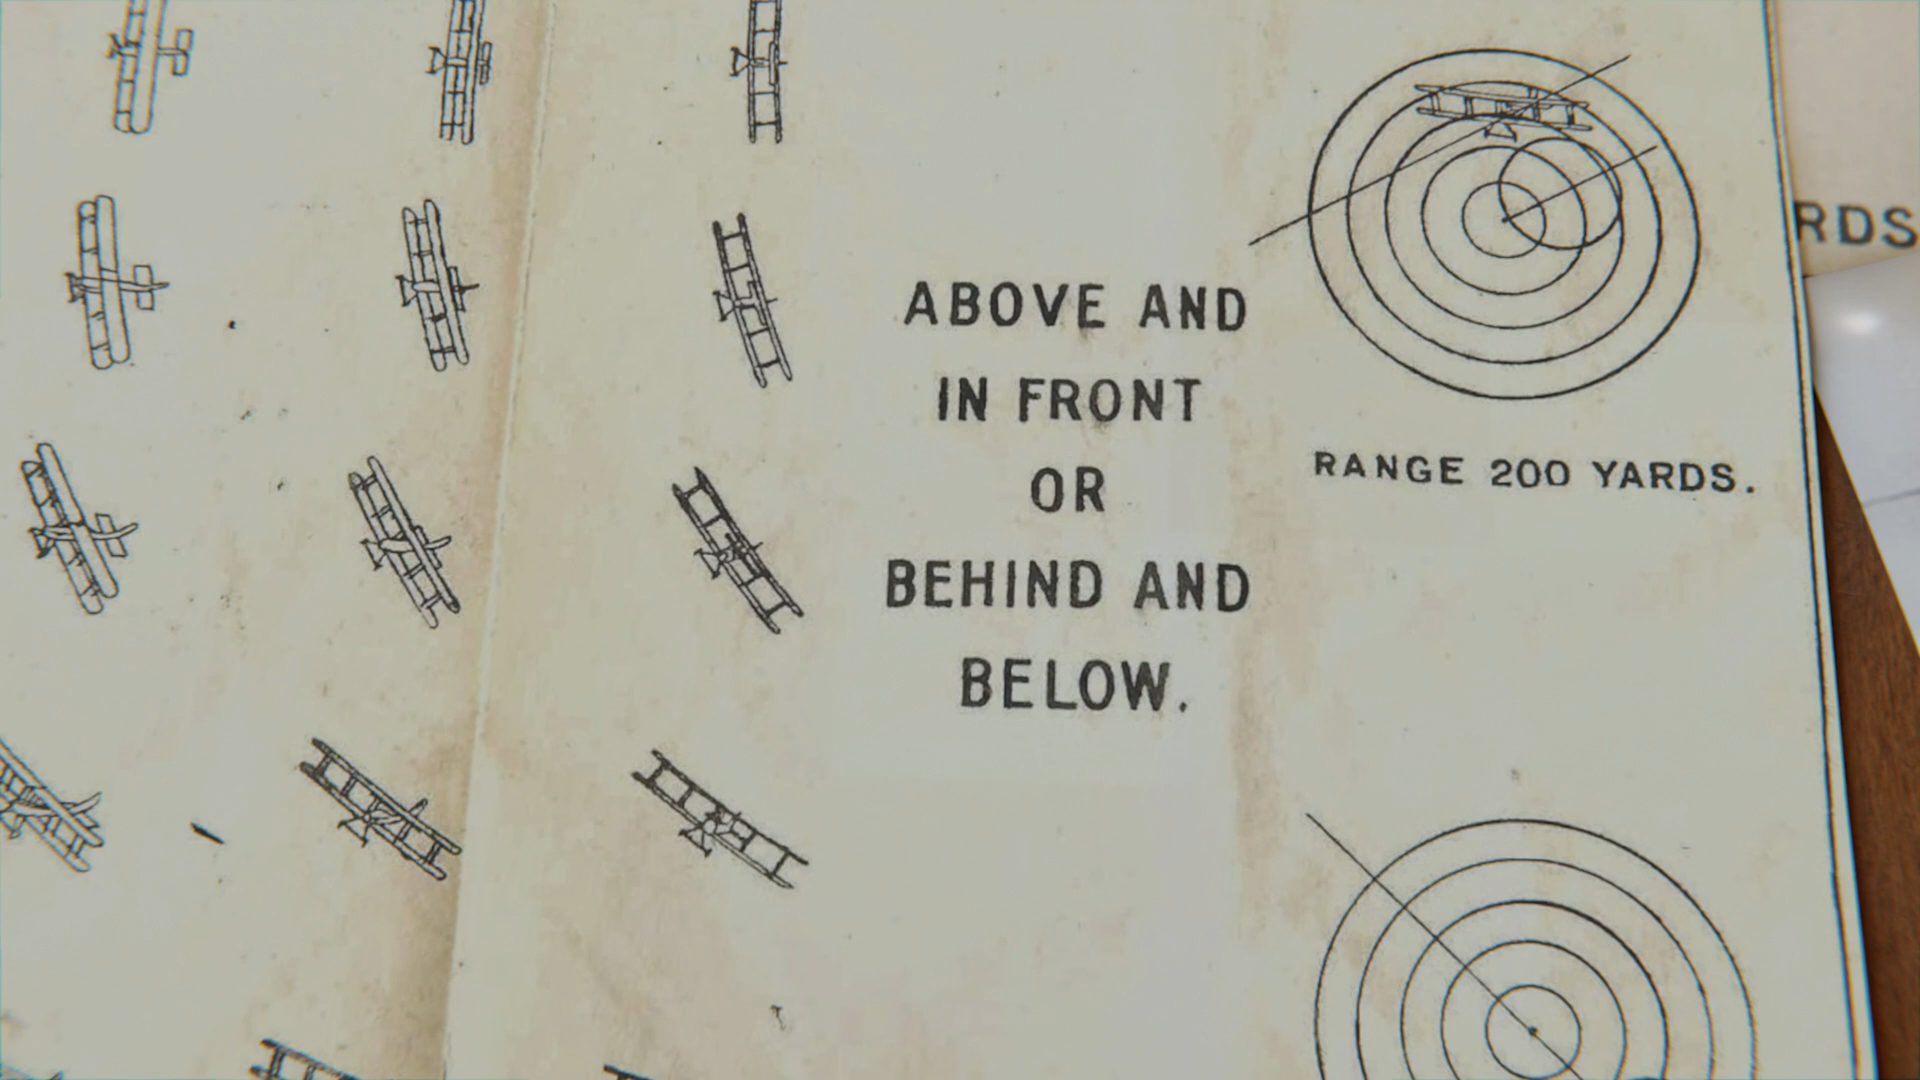 ABOVE AND
IN FRONT
OR
BEHIND AND
BELOW.
RANGE 200 YARDS.
RDS